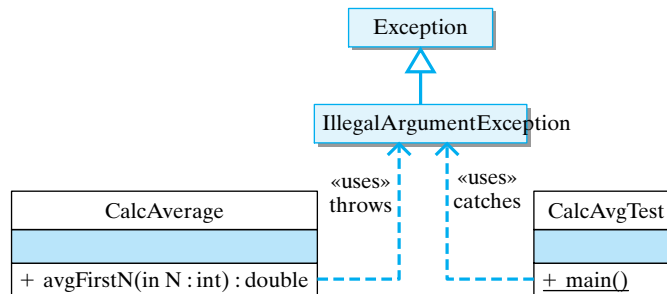 Exception
IllegalArgumentException
«uses»
throws
«uses»
catches
CalcAverage
+ avgFirstN(in N : int) : double
CalcAvgTest
+ main()